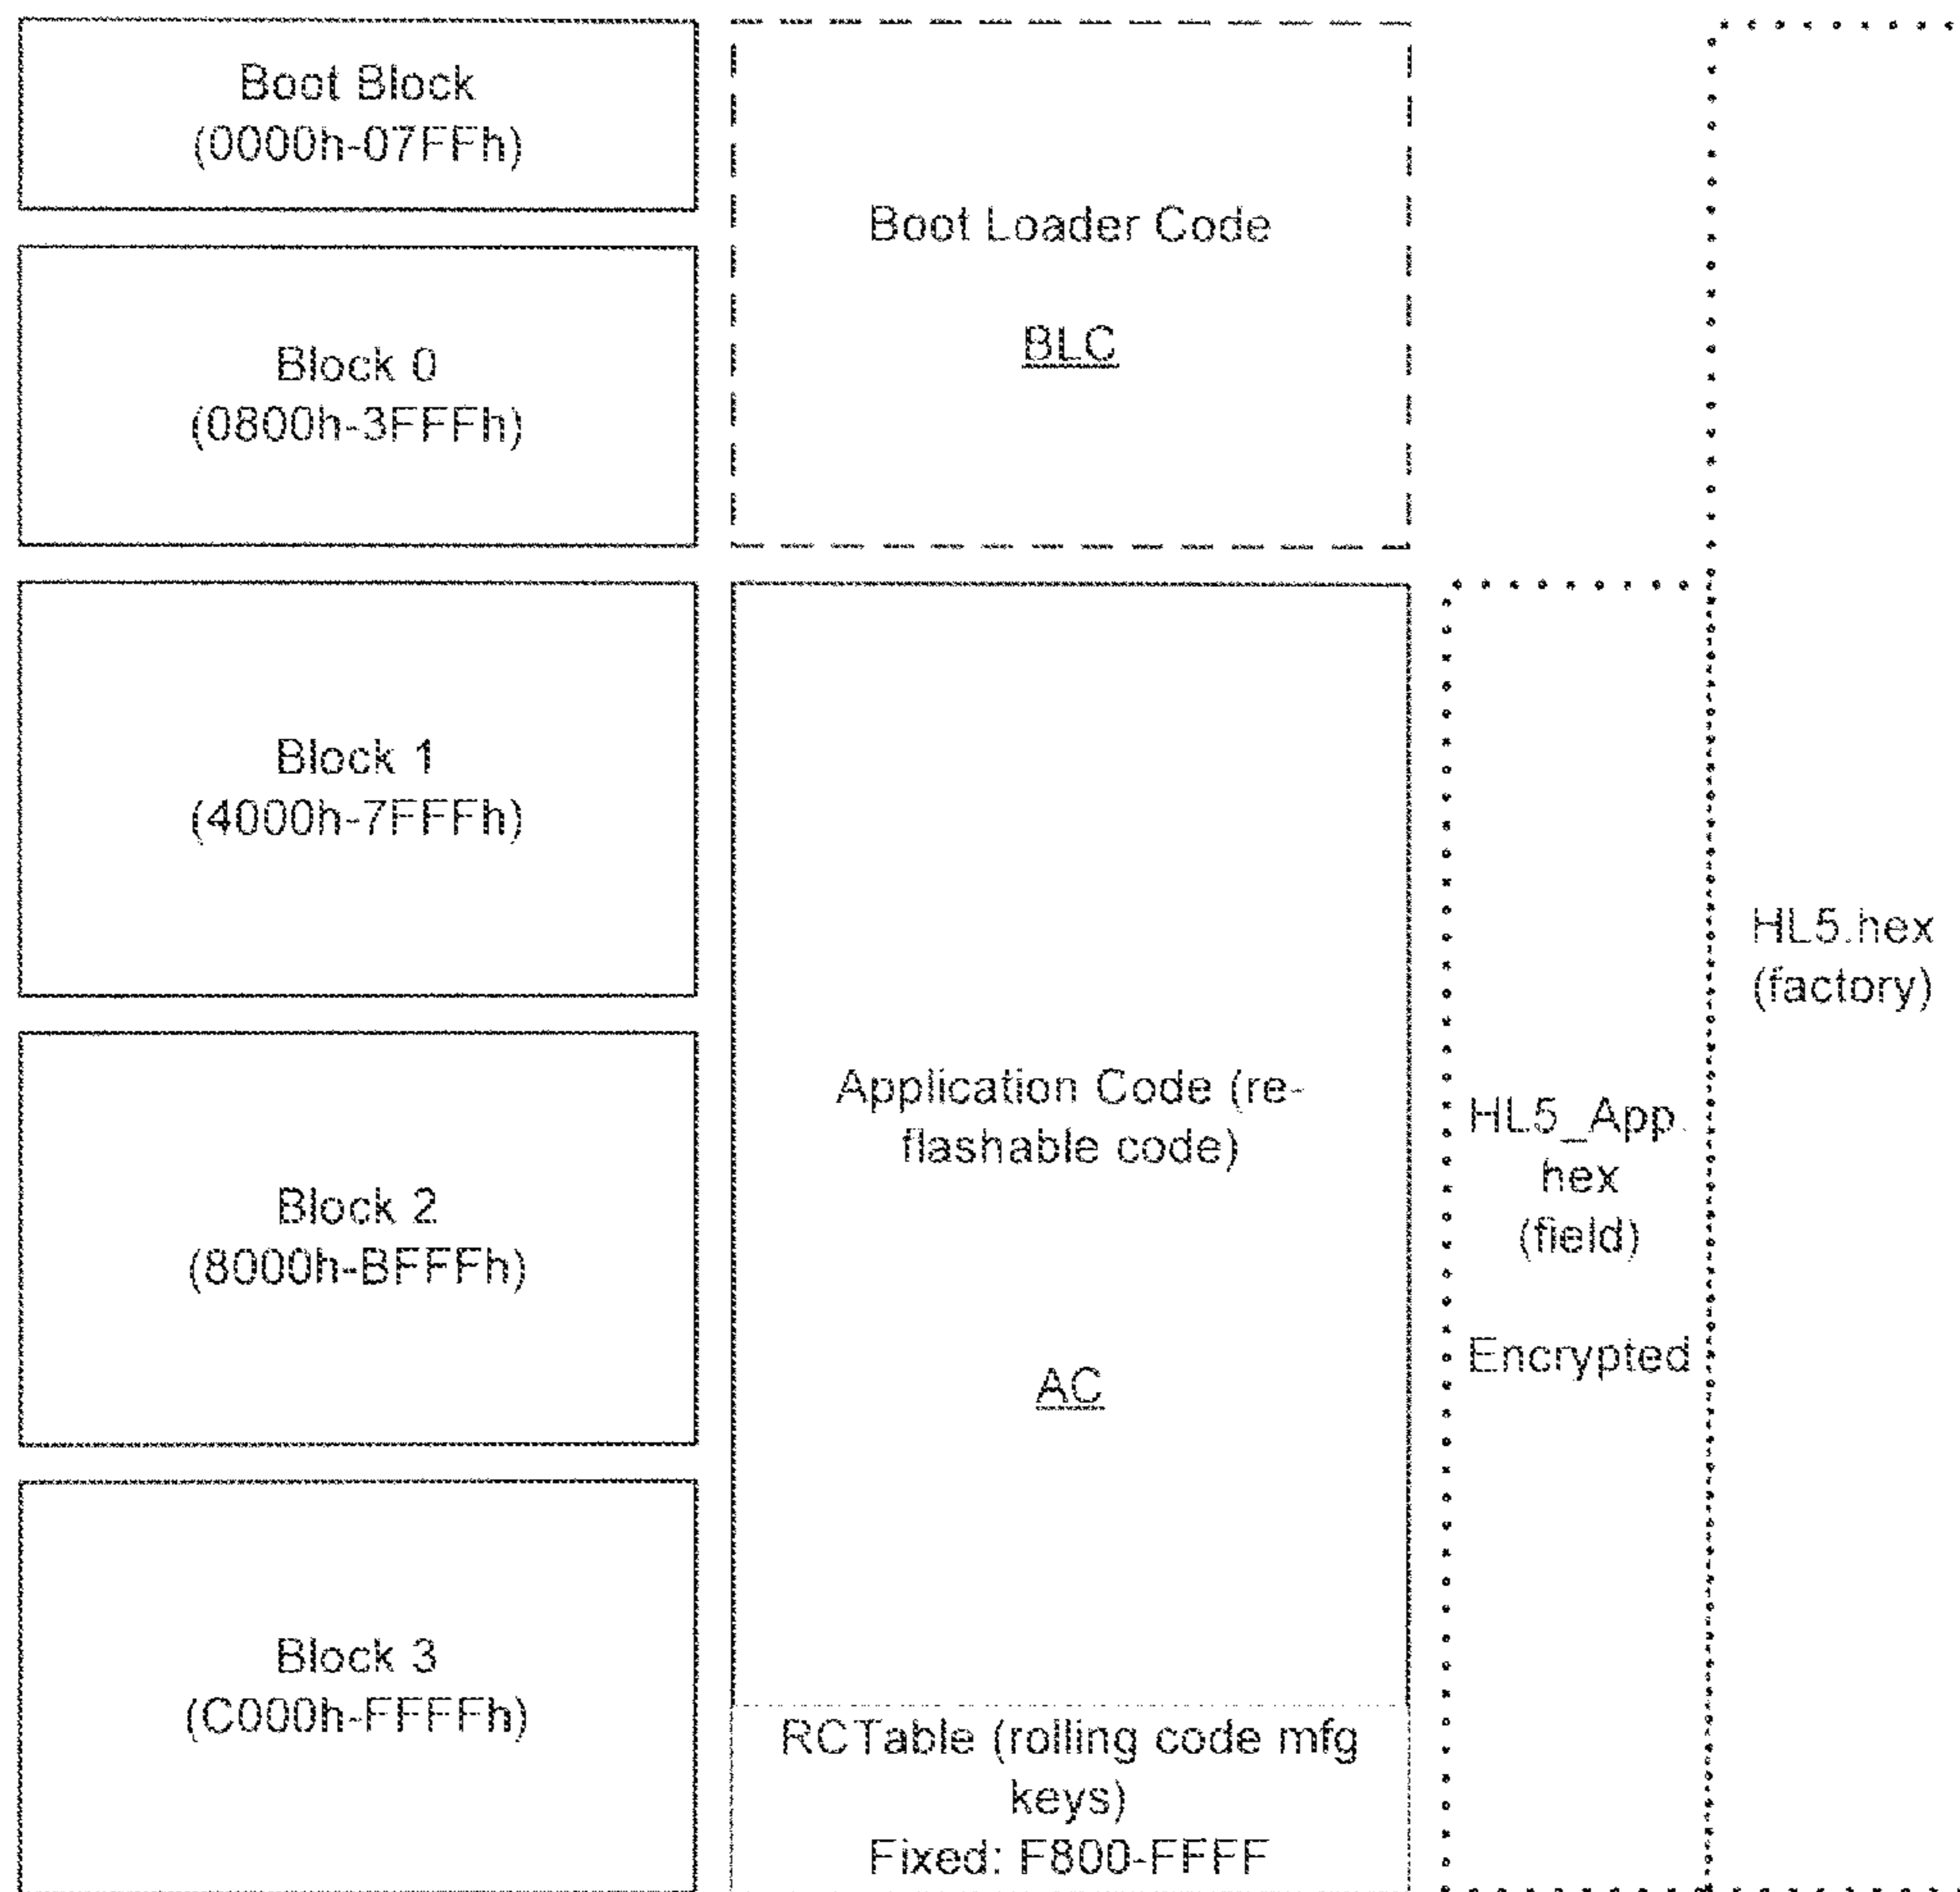 Boot Block
(0000h-07FFh)
Block 0
(0800h-3FFFh)
Block 1
(4000h-7FFFh)
Block 2
(8000h-BFFFh)
Block 3
(C000h-FFFFh)
Boot Loader Code
BLC
Application Code (re-
flashable code)
AC
RCTable (rolling code mfg
keys)
Fixed: F800-FFFF
HL5_App.
hex
(field)
Encrypted
HL5.hex
(factory)